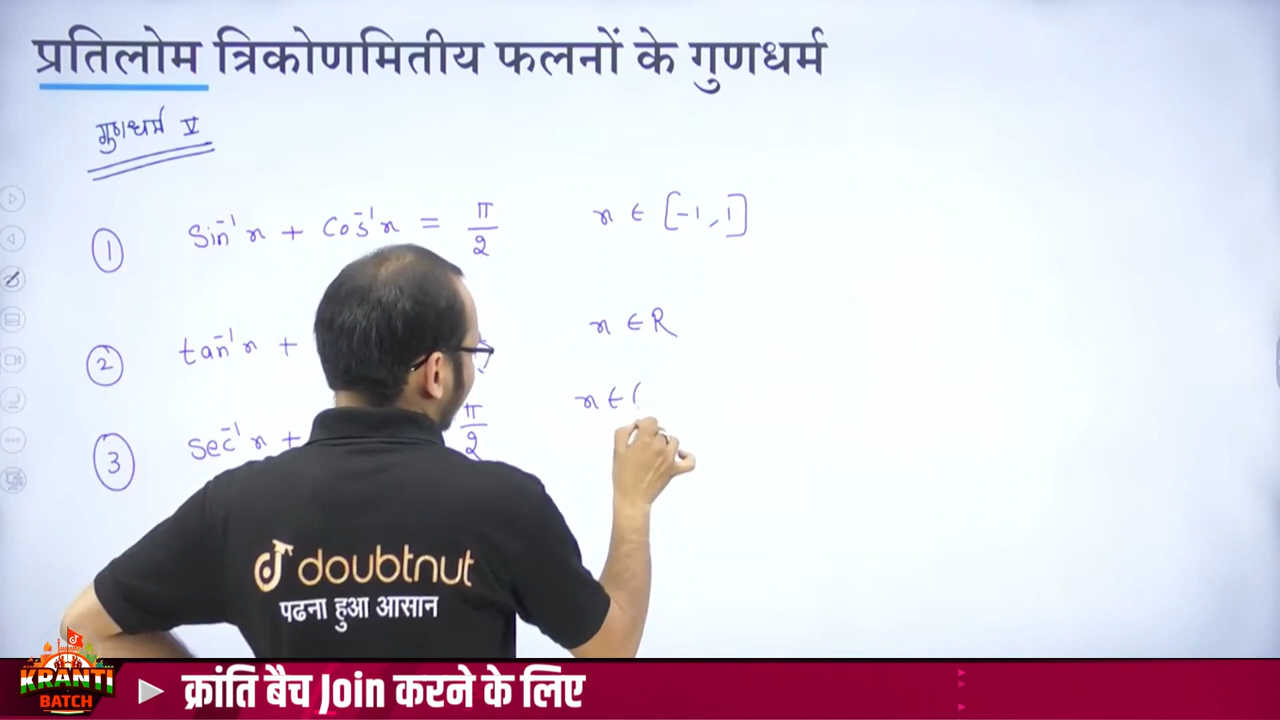 प्रतिलोम त्रिकोणमितीय फलनों के गुणधर्म
गुणधर्म V
① sin⁻¹x + cos⁻¹x = π/2 x ∈ [-1, 1]
② tan⁻¹x + x ∈ R
③ sec⁻¹x + π/2 x ∈ (
doubtnut
पढना हुआ आसान
KRANTI
BATCH
क्रांति बैच Join करने के लिए